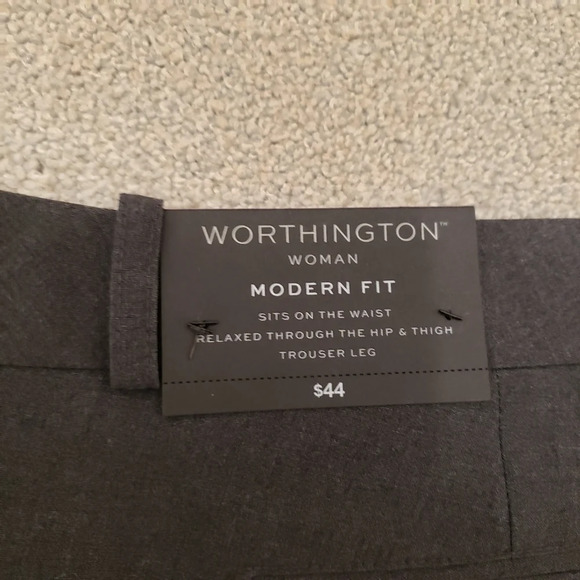 WORTHINGTON™
WOMAN
MODERN FIT
SITS ON THE WAIST
RELAXED THROUGH THE HIP & THIGH
TROUSER LEG
$44